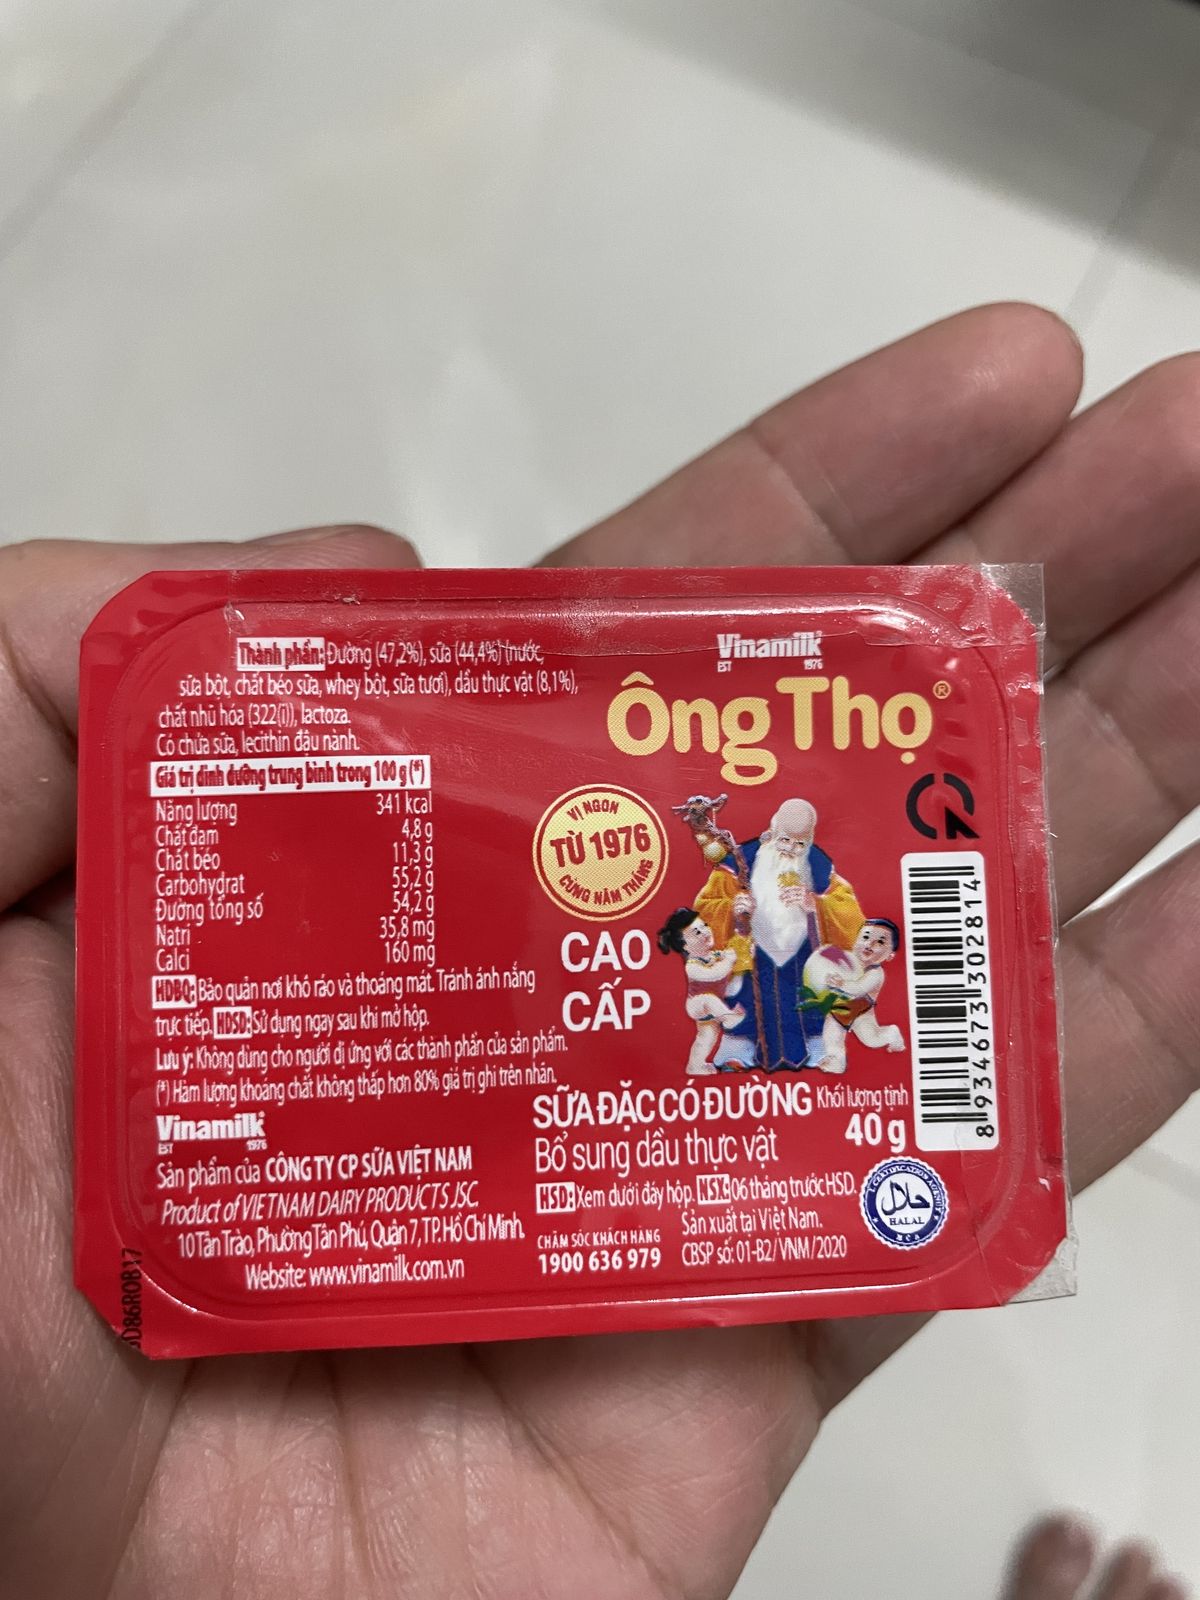 Thành phần: Đường (47,2%), sữa (44,4%) (nước,
sữa bột, chất béo sữa, whey bột, sữa tươi), dầu thực vật (8,1%),
chất nhũ hóa (322(i)), lactoza.
Có chứa sữa, lecithin đậu nành.
Giá trị dinh dưỡng trung bình trong 100 g (*)
Năng lượng 341 kcal
Chất đạm 4,8 g
Chất béo 11,3 g
Carbohydrat 55,2 g
Đường tổng số 54,2 g
Natri 35,8 mg
Calci 160 mg
HDBQ: Bảo quản nơi khô ráo và thoáng mát. Tránh ánh nắng
trực tiếp. HDSD: Sử dụng ngay sau khi mở hộp.
Lưu ý: Không dùng cho người dị ứng với các thành phần của sản phẩm.
(*) Hàm lượng khoáng chất không thấp hơn 80% giá trị ghi trên nhãn.
Vinamilk
EST 1976
Sản phẩm của CÔNG TY CP SỮA VIỆT NAM
Product of VIETNAM DAIRY PRODUCTS JSC
10 Tân Trào, Phường Tân Phú, Quận 7, TP. Hồ Chí Minh.
Website: www.vinamilk.com.vn
Vinamilk
EST 1976
Ông Thọ®
VỊ NGON
TỪ 1976
CÙNG NĂM THÁNG
CAO
CẤP
SỮA ĐẶC CÓ ĐƯỜNG Khối lượng tịnh
Bổ sung dầu thực vật 40 g
HSD: Xem dưới đáy hộp. NSX: 06 tháng trước HSD.
CHĂM SÓC KHÁCH HÀNG
1900 636 979
Sản xuất tại Việt Nam.
CBSP số: 01-B2/VNM/2020
8 934673 302814
حلال
HALAL
D86R0B17